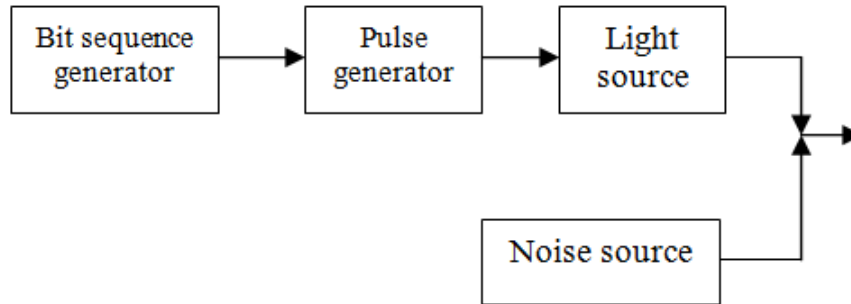 Bit sequence
generator
Pulse
generator
Light
source
Noise source